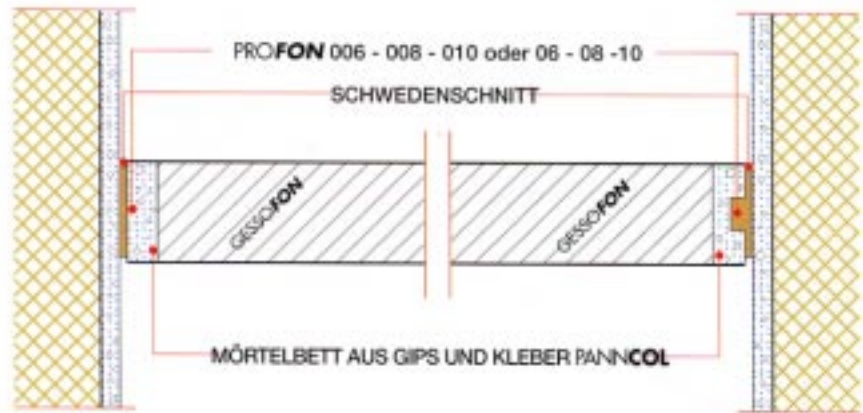 PROFON 006 - 008 - 010 oder 06 - 08 -10
SCHWEDENSCHNITT
GESSOFON
GESSOFON
MÖRTELBETT AUS GIPS UND KLEBER PANNCOL